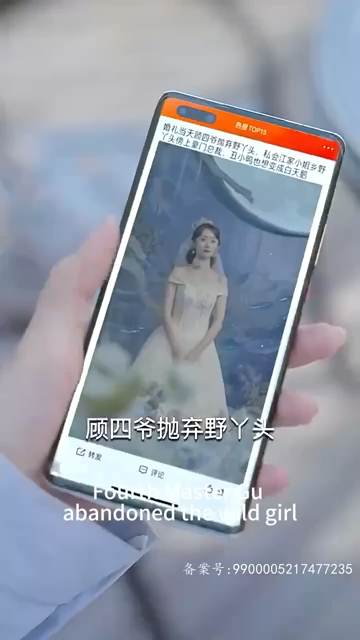 热搜TOP15
婚礼当天顾四爷抛弃野丫头，私会江家小姐乡野
丫头傍上豪门总裁，丑小鸭也想变成白天鹅
顾四爷抛弃野丫头
转发
评论
Fourth Master Gu
abandoned the wild girl
备案号:9900005217477235